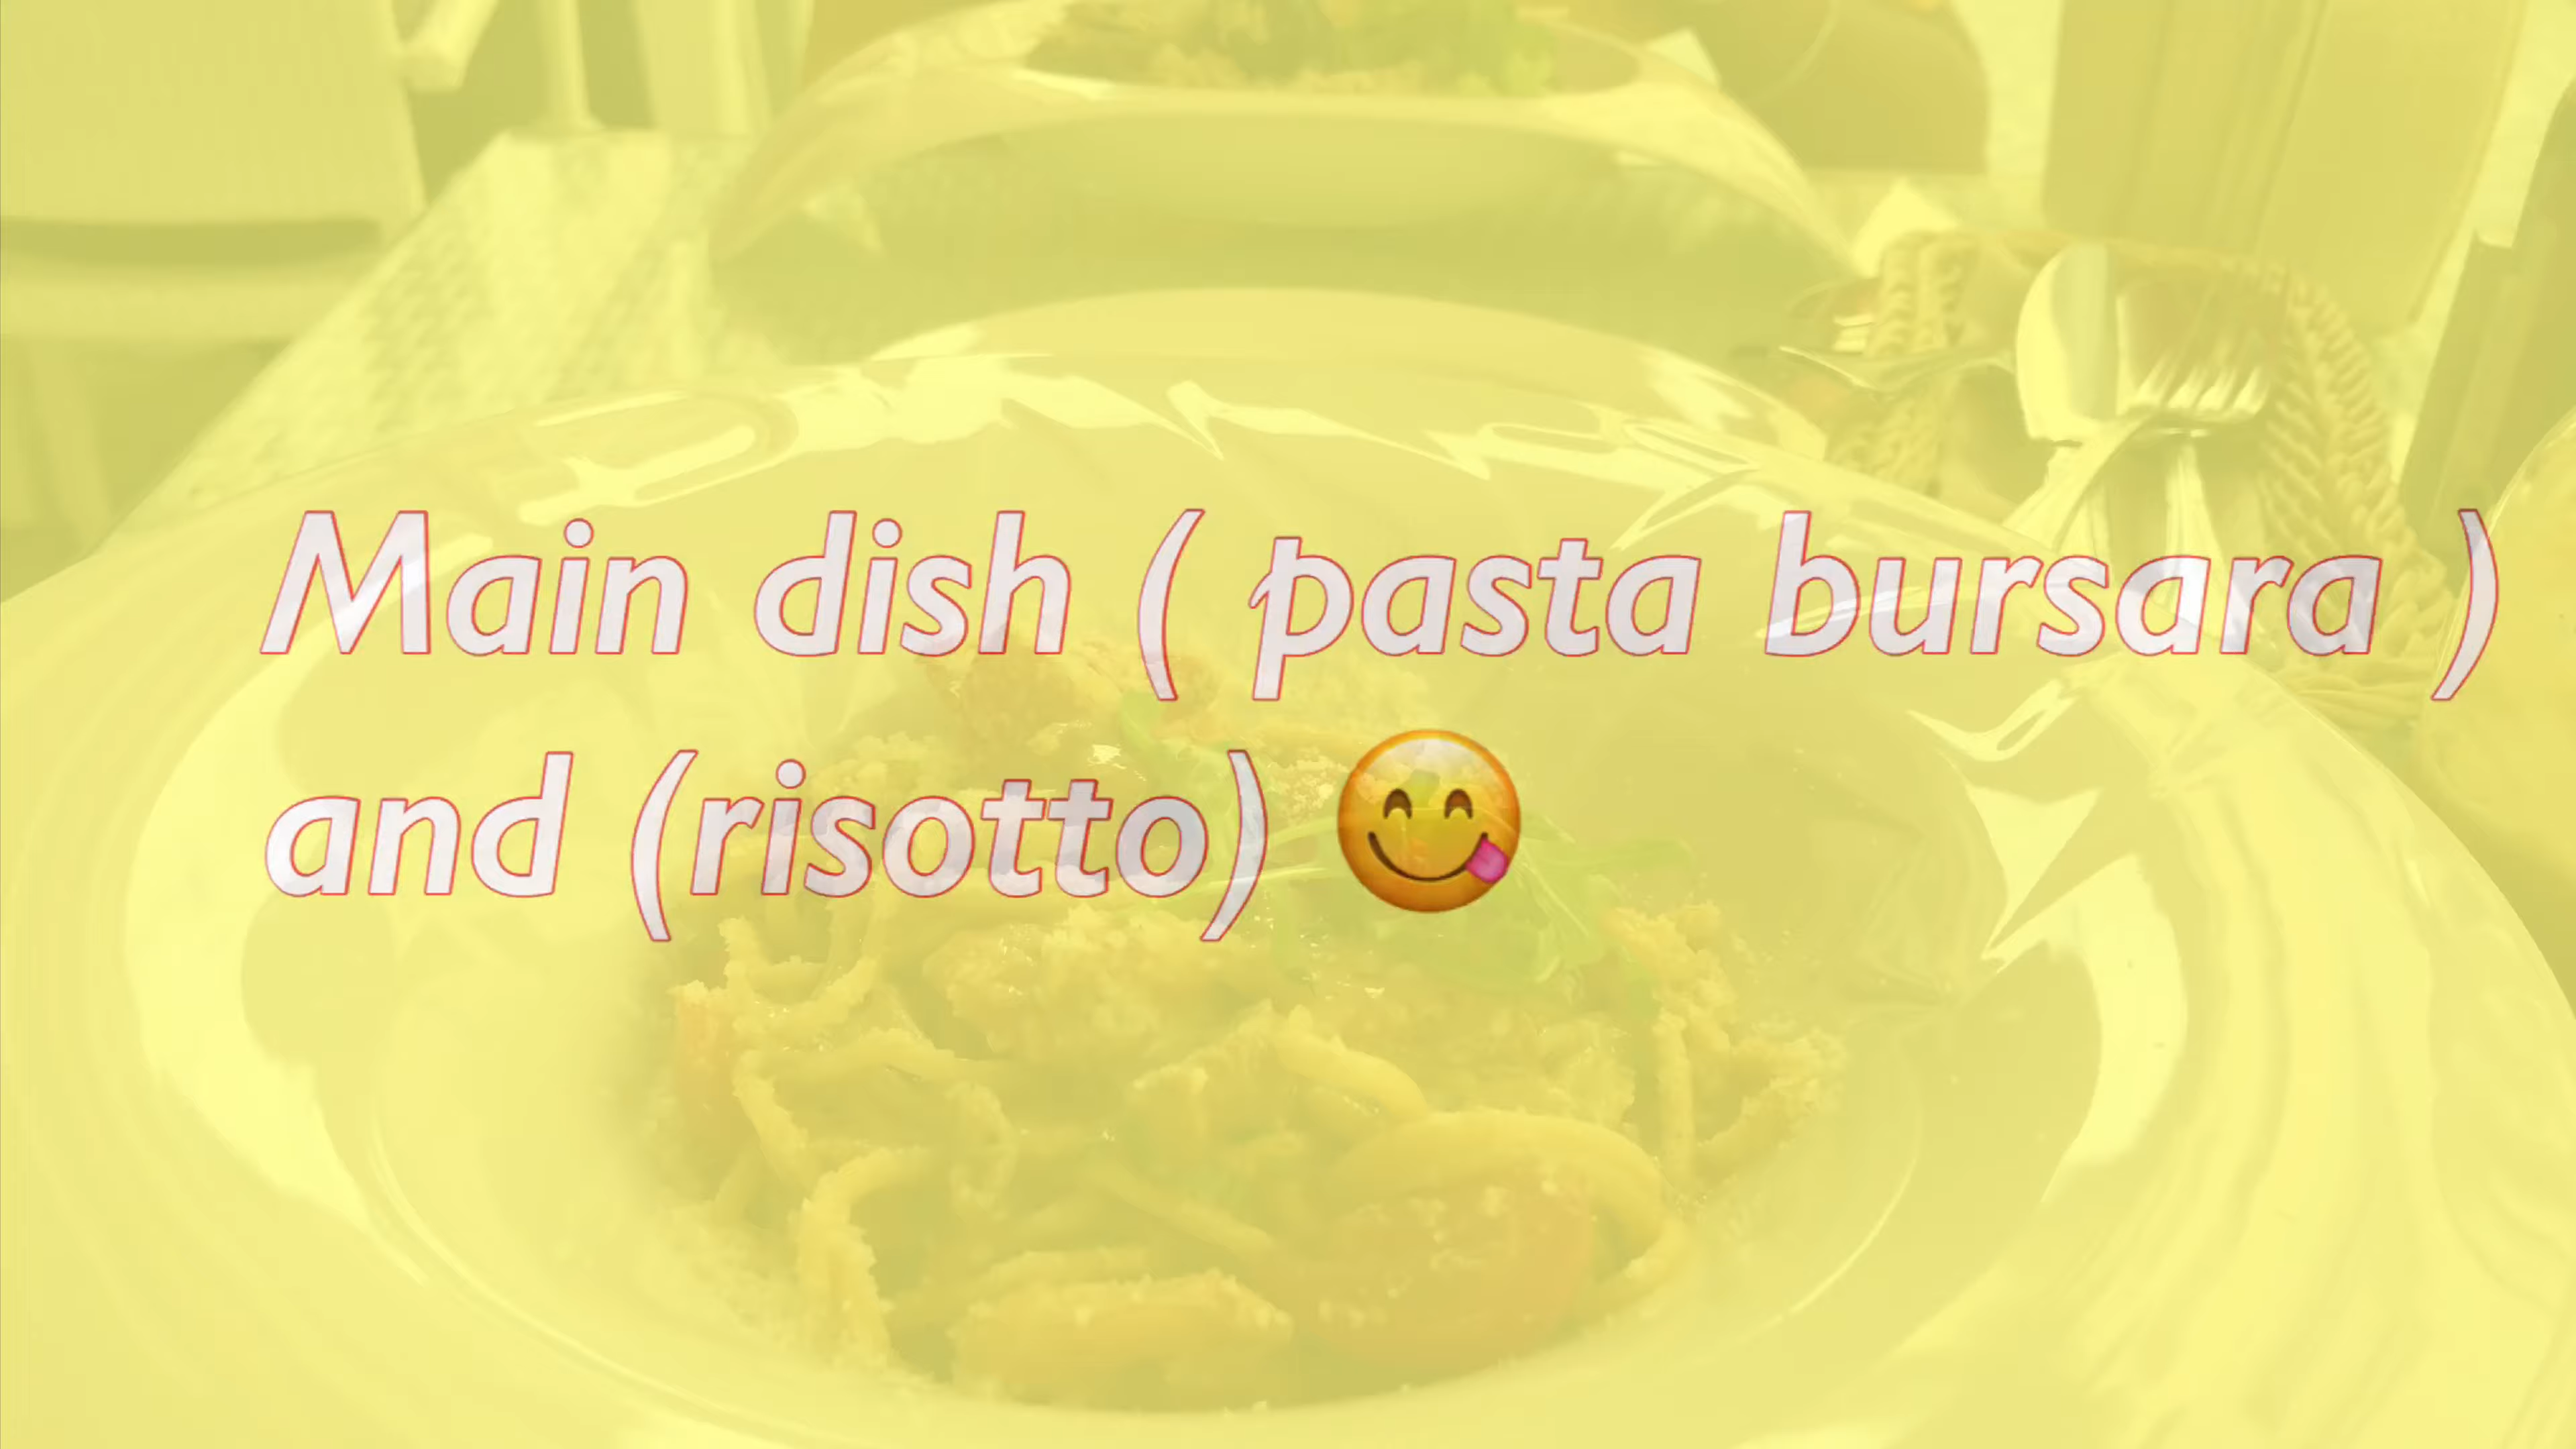 Main dish ( pasta bursara )
and (risotto) 😋